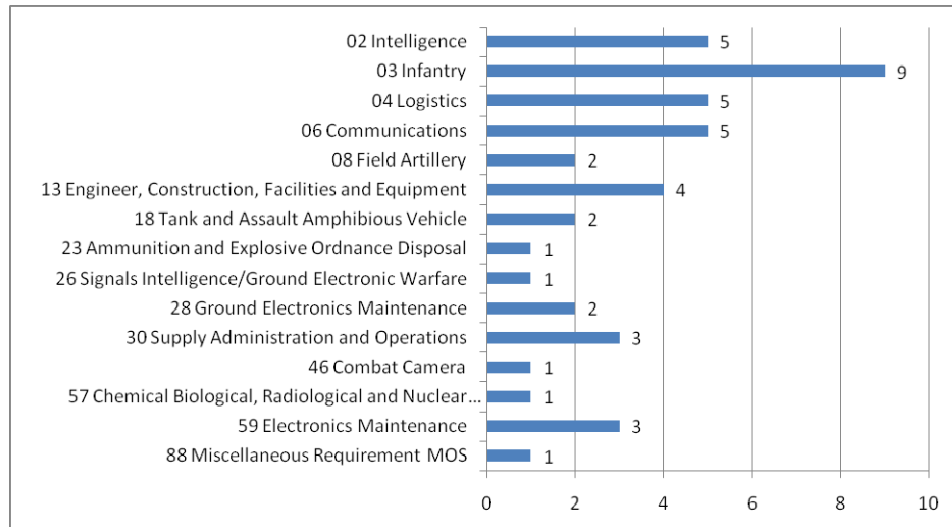 02 Intelligence 5
03 Infantry 9
04 Logistics 5
06 Communications 5
08 Field Artillery 2
13 Engineer, Construction, Facilities and Equipment 4
18 Tank and Assault Amphibious Vehicle 2
23 Ammunition and Explosive Ordnance Disposal 1
26 Signals Intelligence/Ground Electronic Warfare 1
28 Ground Electronics Maintenance 2
30 Supply Administration and Operations 3
46 Combat Camera 1
57 Chemical Biological, Radiological and Nuclear... 1
59 Electronics Maintenance 3
88 Miscellaneous Requirement MOS 1
0 2 4 6 8 10